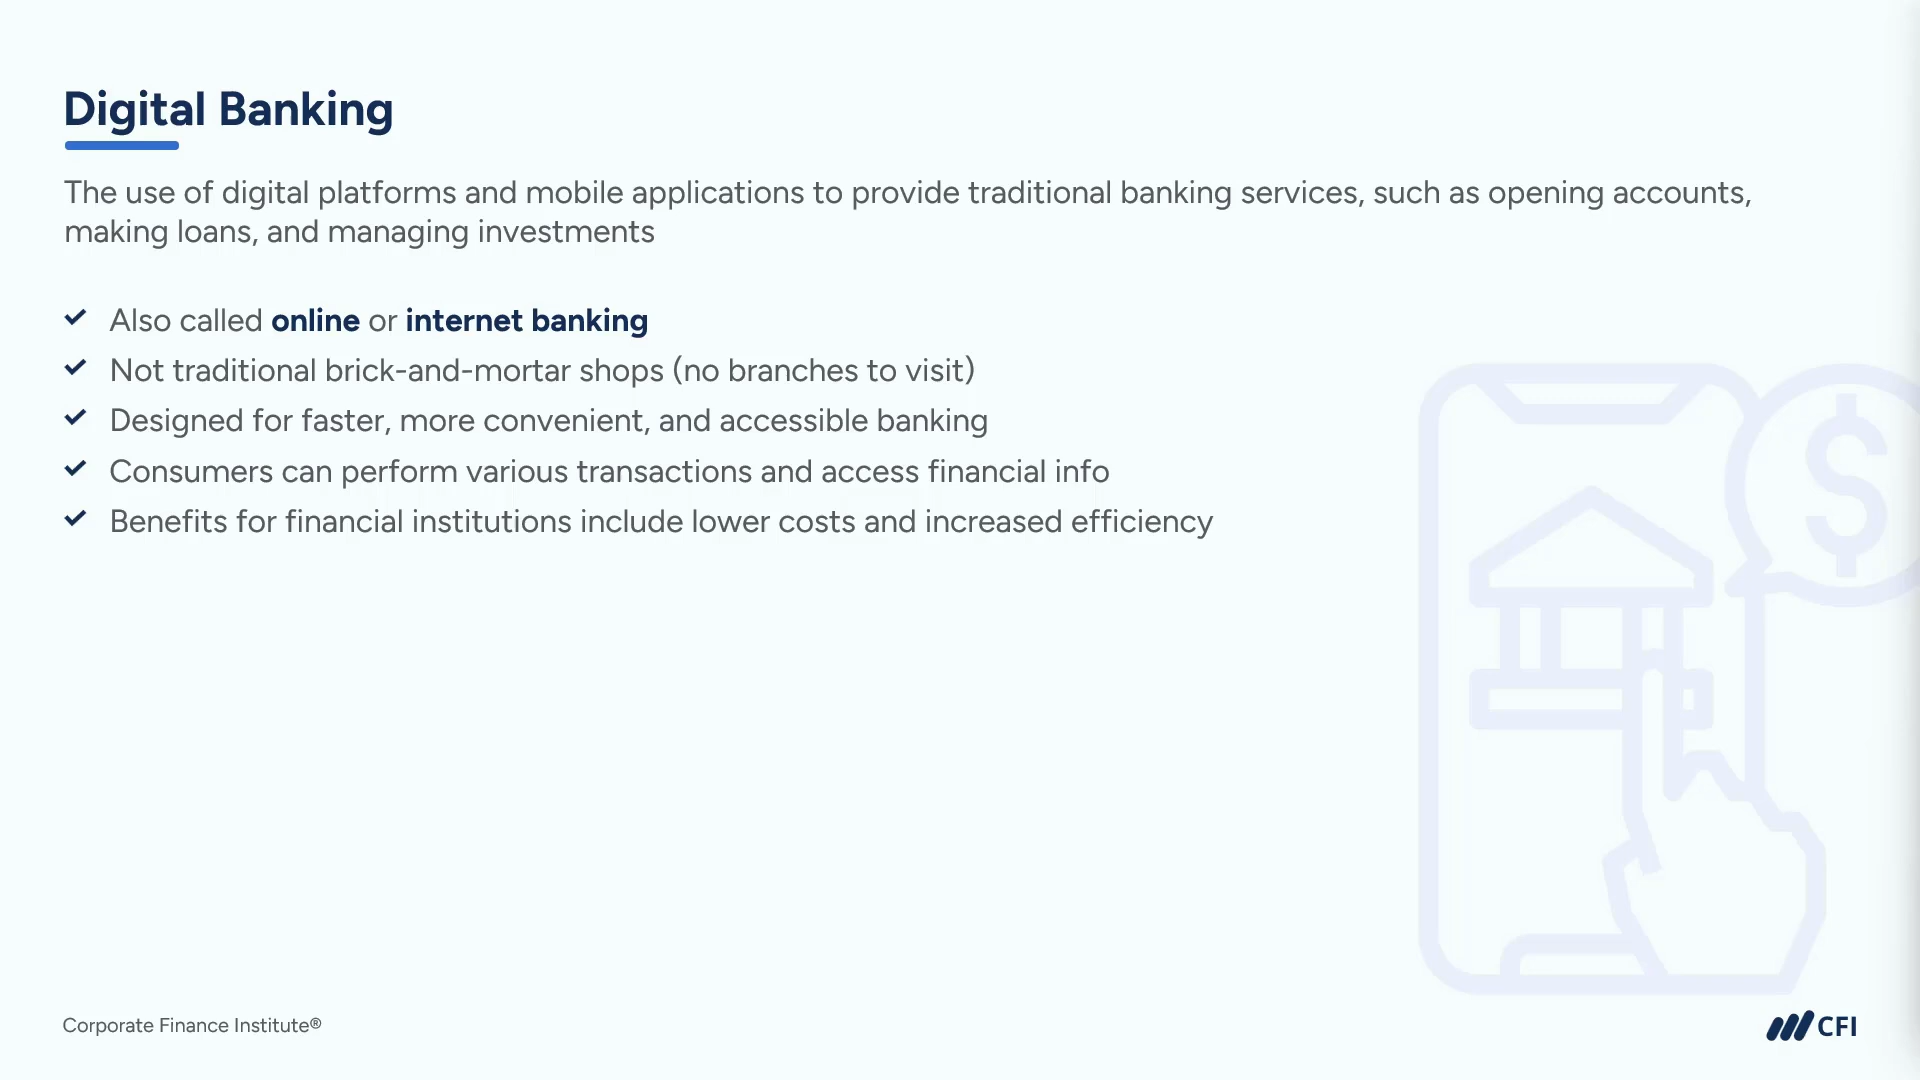 Digital Banking
The use of digital platforms and mobile applications to provide traditional banking services, such as opening accounts,
making loans, and managing investments
Also called online or internet banking
Not traditional brick-and-mortar shops (no branches to visit)
Designed for faster, more convenient, and accessible banking
Consumers can perform various transactions and access financial info
Benefits for financial institutions include lower costs and increased efficiency
$
Corporate Finance Institute®
CFI